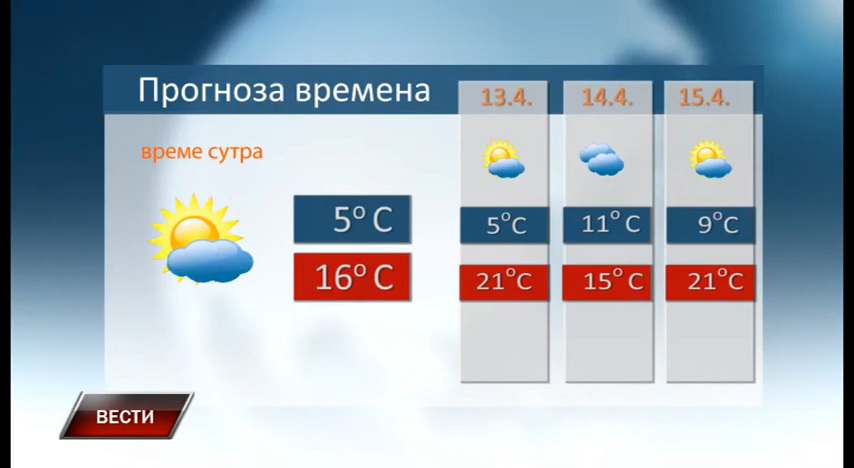 Прогноза времена
време сутра
5° C
16° C
13.4. 14.4. 15.4.
5°C 11°C 9°C
21°C 15°C 21°C
ВЕСТИ